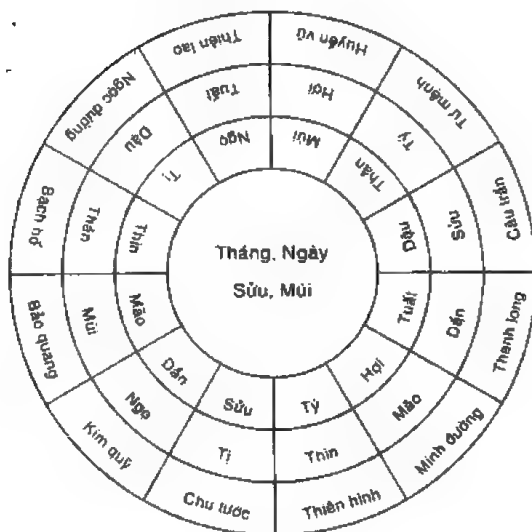 Huyền vũ
Tư mệnh
Câu trần
Thanh long
Minh đường
Thiên hình
Chu tước
Kim quỹ
Bảo quang
Bạch hổ
Ngọc đường
Thiên lao
Hợi
Tý
Sửu
Dần
Mão
Thìn
Tị
Ngọ
Mùi
Thân
Dậu
Tuất
Mùi
Thân
Dậu
Tuất
Hợi
Tý
Sửu
Dần
Mão
Thìn
Tị
Ngọ
Tháng, Ngày
Sửu, Mùi